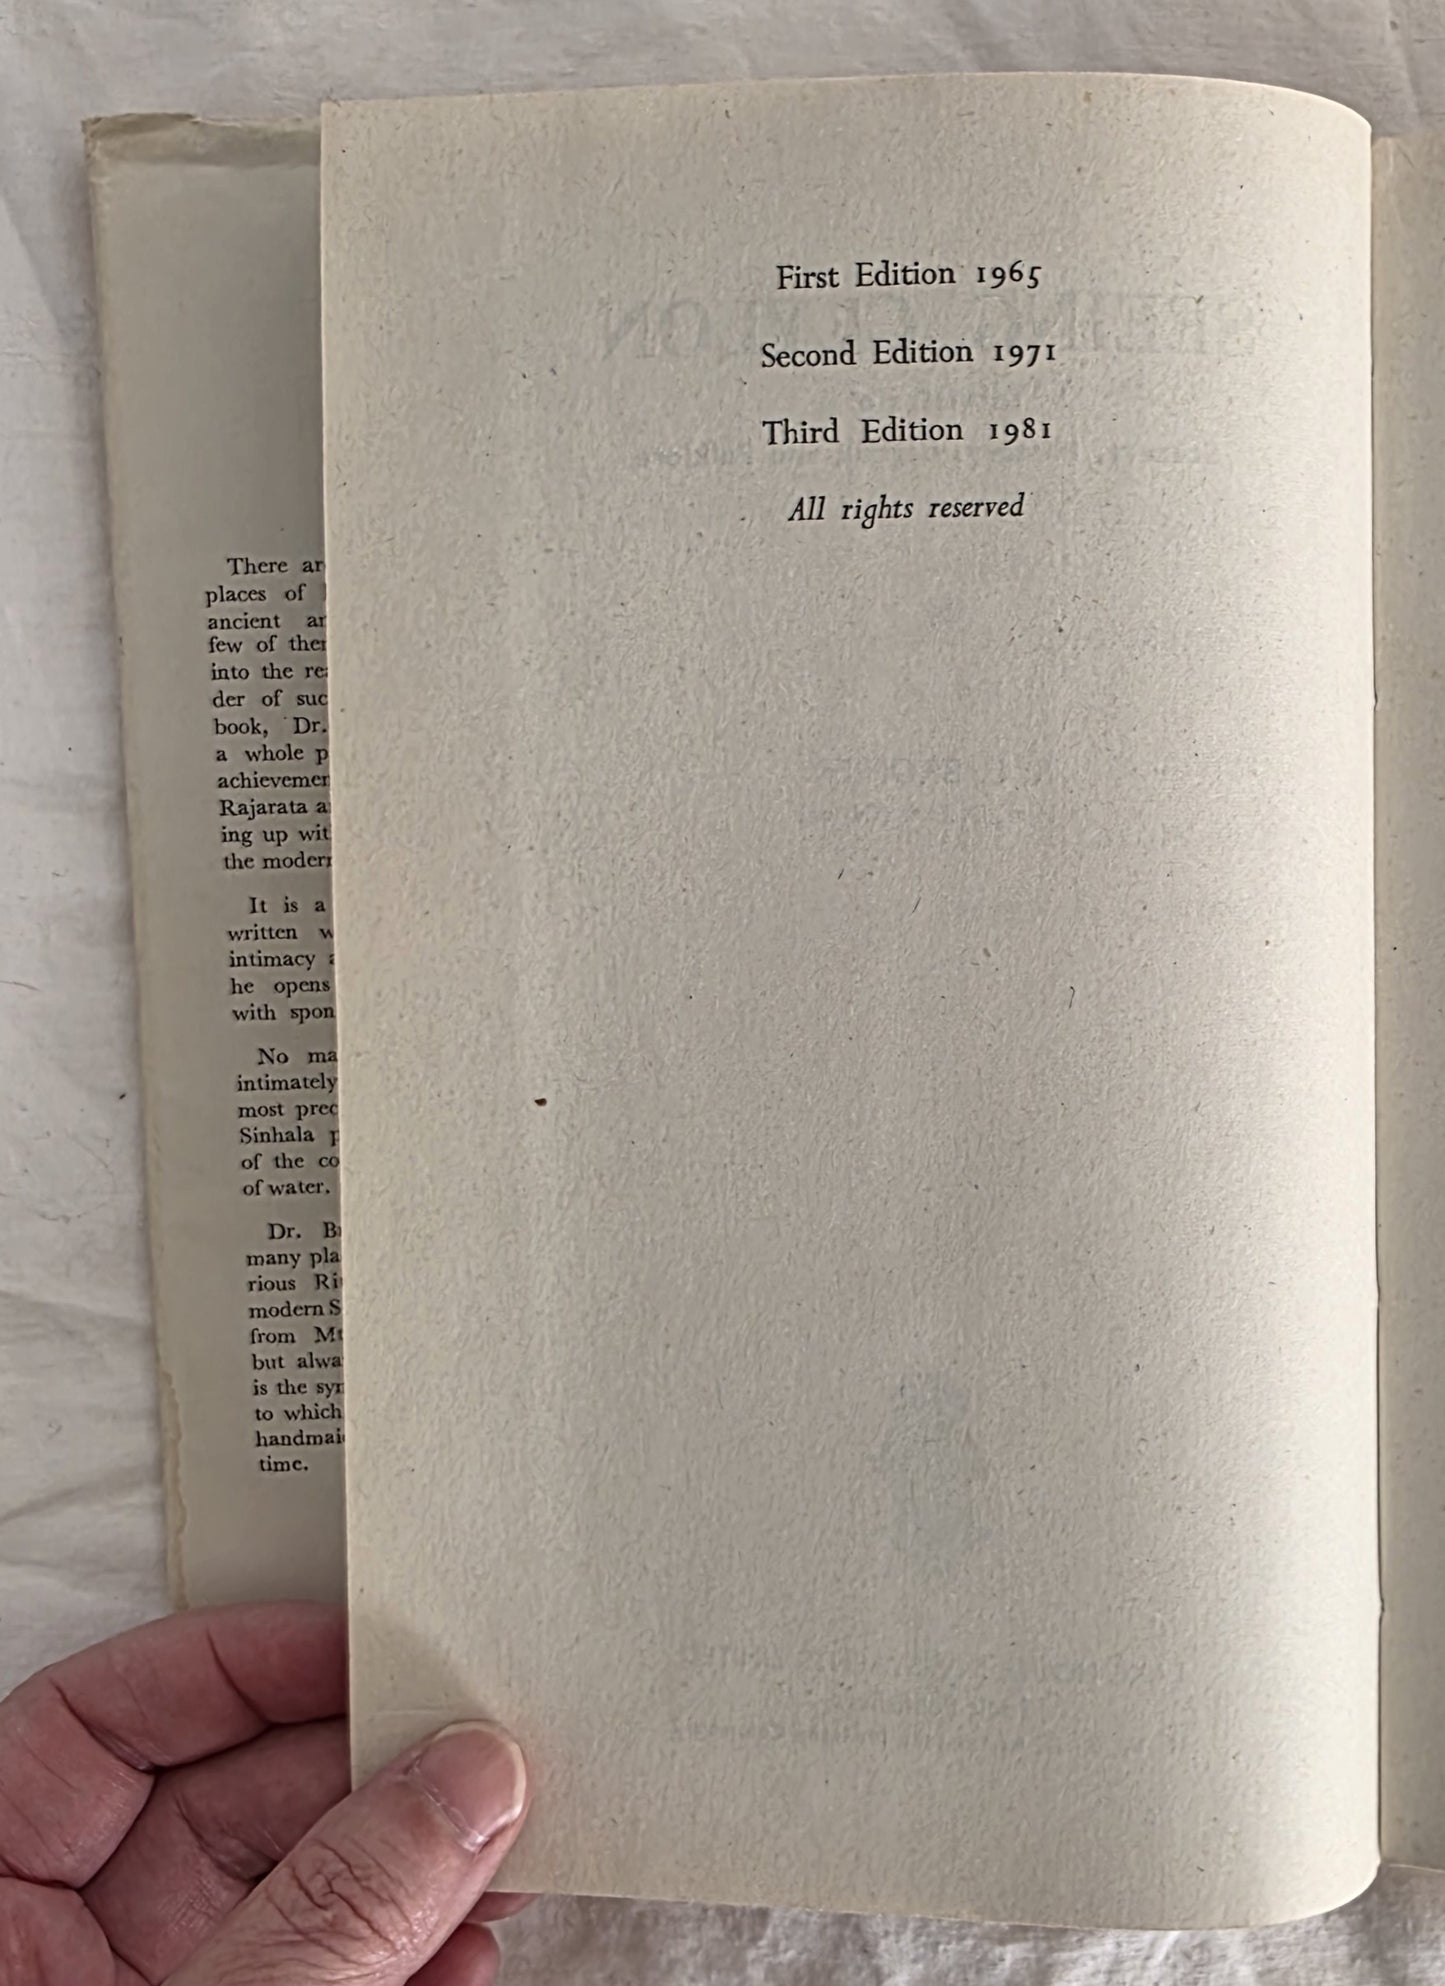 First Edition 1965
Second Edition 1971
Third Edition 1981
All rights reserved
There ar
places of
ancient ar
few of ther
into the re
der of suc
book, Dr.
a whole p
achievemen
Rajarata a
ing up wit
the modern
It is a
written w
intimacy a
he opens
with spon
No ma
intimately
most prec
Sinhala p
of the co
of water.
Dr. Br
many pla
rious Ri
modern S
from Mu
but alwa
is the syn
to which
handmai
time.